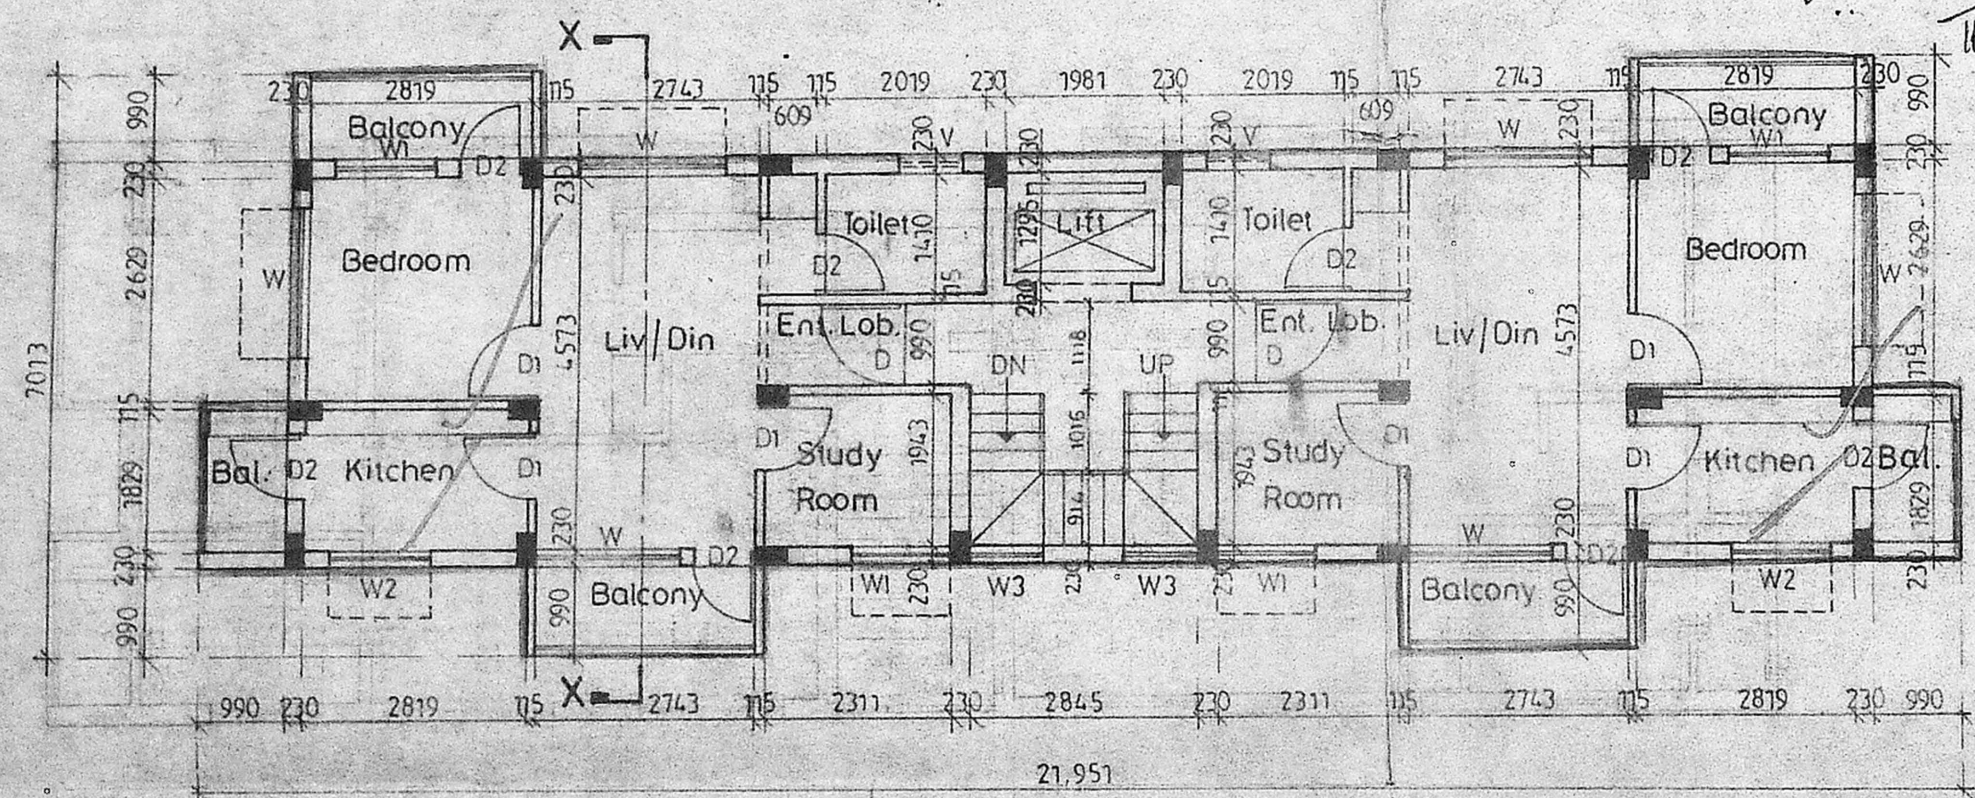 X
230 2819 115 2743 115 115 2019 230 1981 230 2019 115 115 2743 115 2819 230
609 609
990 Balcony W 230 V 230 230 V W 230 Balcony 990
W1 D2 D2 W1
230 230 230
Toilet 1410 1295 Lift 1410 Toilet
W Bedroom D2 115 D2 Bedroom W 2629
2629 230 115
Ent. Lob. Ent. Lob.
7013 4573 Liv/Din D 990 DN 1118 UP 990 D Liv/Din 4573 D1 115
D1
115 115
Bal. D2 Kitchen D1 D1 Study 1943 1016 1943 Study D1 D1 Kitchen D2 Bal.
1829 Room 914 Room 1829
230 230 W D2 W 230 D2 230
W2 990 Balcony W1 230 W3 230 W3 230 W1 Balcony 990 W2
990
X
990 230 2819 115 2743 115 2311 230 2845 230 2311 115 2743 115 2819 230 990
21,951